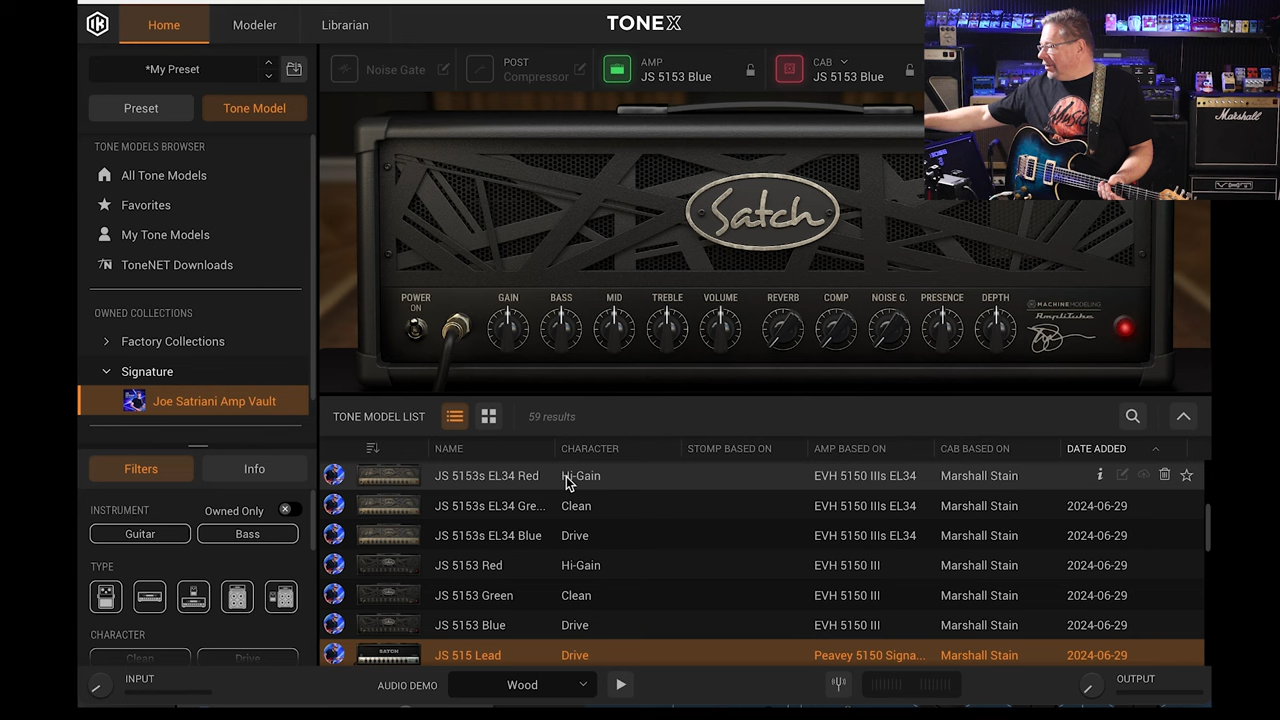 Home
Modeler
Librarian
TONEX
*My Preset
Noise Gate
POST
Compressor
AMP
JS 5153 Blue
CAB
JS 5153 Blue
Preset
Tone Model
Marshall
TONE MODELS BROWSER
All Tone Models
Favorites
My Tone Models
ToneNET Downloads
Satch
OWNED COLLECTIONS
Factory Collections
Signature
Joe Satriani Amp Vault
POWER
ON
GAIN
BASS
MID
TREBLE
VOLUME
REVERB
COMP
NOISE G.
PRESENCE
DEPTH
MACHINE MODELING
AmpliTube
TONE MODEL LIST
59 results
NAME
CHARACTER
STOMP BASED ON
AMP BASED ON
CAB BASED ON
DATE ADDED
JS 5153s EL34 Red Hi-Gain EVH 5150 IIIs EL34 Marshall Stain
JS 5153s EL34 Gre... Clean EVH 5150 IIIs EL34 Marshall Stain 2024-06-29
JS 5153s EL34 Blue Drive EVH 5150 IIIs EL34 Marshall Stain 2024-06-29
JS 5153 Red Hi-Gain EVH 5150 III Marshall Stain 2024-06-29
JS 5153 Green Clean EVH 5150 III Marshall Stain 2024-06-29
JS 5153 Blue Drive EVH 5150 III Marshall Stain 2024-06-29
JS 515 Lead Drive Peavey 5150 Signa... Marshall Stain 2024-06-29
Filters
Info
INSTRUMENT
Owned Only
Guitar
Bass
TYPE
CHARACTER
Clean
Drive
INPUT
AUDIO DEMO
Wood
OUTPUT